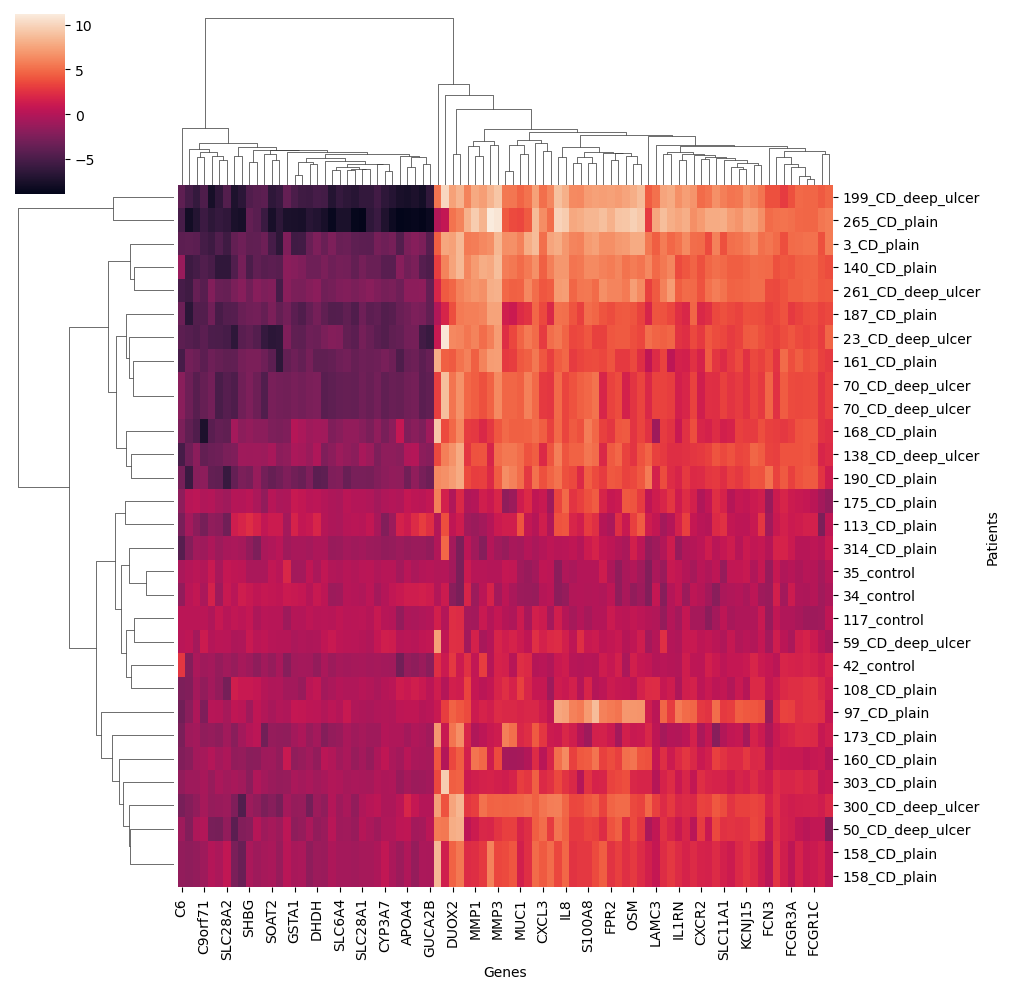 10
5
0
−5
199_CD_deep_ulcer
265_CD_plain
3_CD_plain
140_CD_plain
261_CD_deep_ulcer
187_CD_plain
23_CD_deep_ulcer
161_CD_plain
70_CD_deep_ulcer
70_CD_deep_ulcer
168_CD_plain
138_CD_deep_ulcer
190_CD_plain
175_CD_plain
113_CD_plain
314_CD_plain
35_control
34_control
117_control
59_CD_deep_ulcer
42_control
108_CD_plain
97_CD_plain
173_CD_plain
160_CD_plain
303_CD_plain
300_CD_deep_ulcer
50_CD_deep_ulcer
158_CD_plain
158_CD_plain
Patients
C6
C9orf71
SLC28A2
SHBG
SOAT2
GSTA1
DHDH
SLC6A4
SLC28A1
CYP3A7
APOA4
GUCA2B
DUOX2
MMP1
MMP3
MUC1
CXCL3
IL8
S100A8
FPR2
OSM
LAMC3
IL1RN
CXCR2
SLC11A1
KCNJ15
FCN3
FCGR3A
FCGR1C
Genes